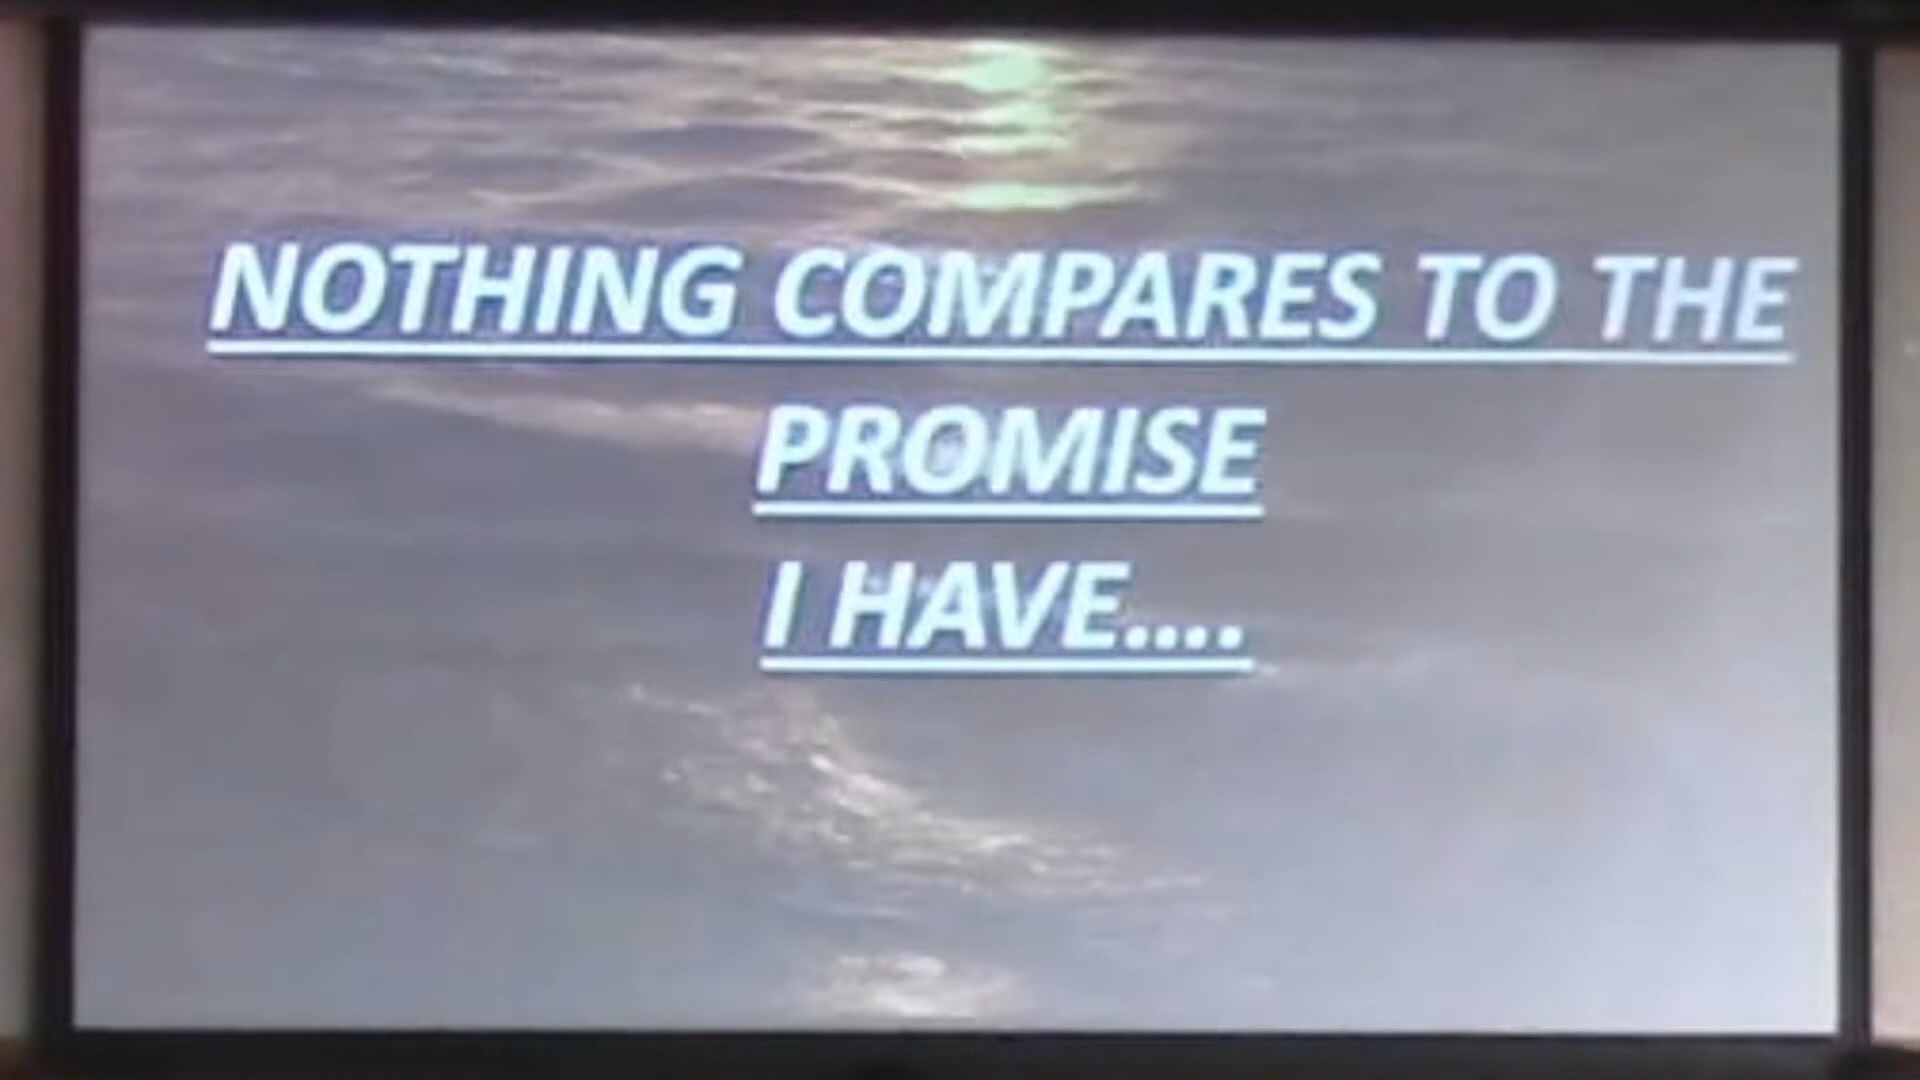 NOTHING COMPARES TO THE
PROMISE
I HAVE....